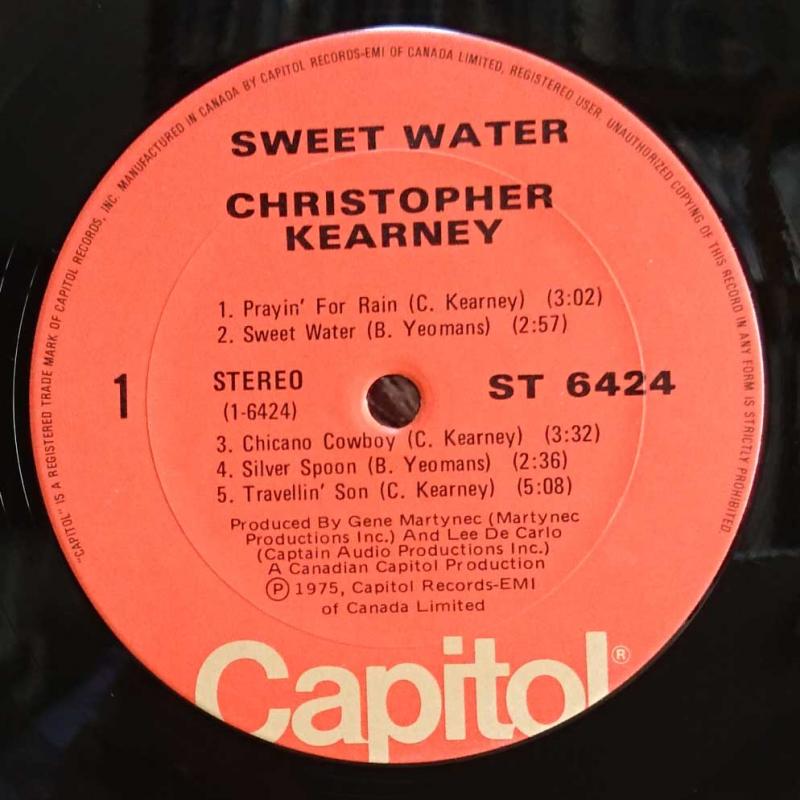 "CAPITOL" IS A REGISTERED TRADE MARK OF CAPITOL RECORDS, INC. MANUFACTURED IN CANADA BY CAPITOL RECORDS-EMI OF CANADA LIMITED, REGISTERED USER. UNAUTHORIZED COPYING OF THIS RECORD IN ANY FORM IS STRICTLY PROHIBITED.
SWEET WATER
CHRISTOPHER
KEARNEY
1. Prayin' For Rain (C. Kearney) (3:02)
2. Sweet Water (B. Yeomans) (2:57)
1 STEREO ST 6424
(1-6424)
3. Chicano Cowboy (C. Kearney) (3:32)
4. Silver Spoon (B. Yeomans) (2:36)
5. Travellin' Son (C. Kearney) (5:08)
Produced By Gene Martynec (Martynec
Productions Inc.) And Lee De Carlo
(Captain Audio Productions Inc.)
A Canadian Capitol Production
Ⓟ 1975, Capitol Records-EMI
of Canada Limited
Capitol®